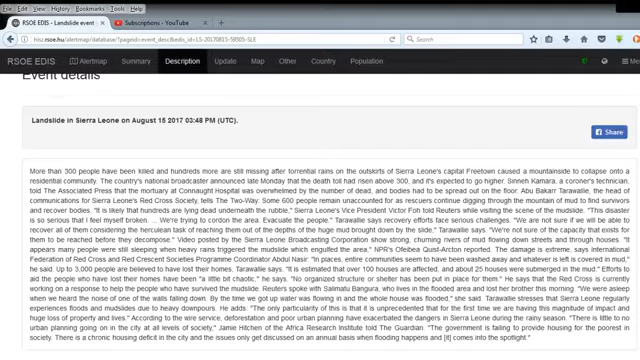 File Edit View History Bookmarks Tools Help
RSOE EDIS - Landslide event × Subscriptions - YouTube × +
hisz.rsoe.hu/alertmap/database/?pageid=event_desc&edis_id=LS-20170815-59505-SLE Search
RSOE EDIS Alertmap Summary Description Update Map Other Country Population
Event details
Landslide in Sierra Leone on August 15 2017 03:48 PM (UTC).
Share
More than 300 people have been killed and hundreds more are still missing after torrential rains on the outskirts of Sierra Leone's capital Freetown caused a mountainside to collapse onto a
residential community. The country's national broadcaster announced late Monday that the death toll had risen above 300, and it's expected to go higher. Sinneh Kamara, a coroner's technician,
told The Associated Press that the mortuary at Connaught Hospital was overwhelmed by the number of dead, and bodies had to be spread out on the floor. Abu Bakarr Tarawallie, the head of
communications for Sierra Leone's Red Cross Society, tells The Two-Way. Some 600 people remain unaccounted for as rescuers continue digging through the mountain of mud to find survivors
and recover bodies. "It is likely that hundreds are lying dead underneath the rubble," Sierra Leone's Vice President Victor Foh told Reuters while visiting the scene of the mudslide. "This disaster
is so serious that I feel myself broken. ... We're trying to cordon the area. Evacuate the people." Tarawallie says recovery efforts face serious challenges. "We are not sure if we will be able to
recover all of them considering the herculean task of reaching them out of the depths of the huge mud brought down by the slide," Tarawallie says. "We're not sure of the capacity that exists for
them to be reached before they decompose." Video posted by the Sierra Leone Broadcasting Corporation show strong, churning rivers of mud flowing down streets and through houses. "It
appears many people were still sleeping when heavy rains triggered the mudslide which engulfed the area," NPR's Ofeibea Quist-Arcton reported. The damage is extreme, says International
Federation of Red Cross and Red Crescent Societies Programme Coordinator Abdul Nasir: "In places, entire communities seem to have been washed away and whatever is left is covered in mud,"
he said. Up to 3,000 people are believed to have lost their homes. Tarawallie says. "It is estimated that over 100 houses are affected, and about 25 houses were submerged in the mud." Efforts to
aid the people who have lost their homes have been "a little bit chaotic," he says. "No organized structure or shelter has been put in place for them." He says that the Red Cross is currently
working on a response to help the people who have survived the mudslide. Reuters spoke with Salimatu Bangura, who lives in the flooded area and lost her brother this morning. "We were asleep
when we heard the noise of one of the walls falling down. By the time we got up water was flowing in and the whole house was flooded," she said. Tarawallie stresses that Sierra Leone regularly
experiences floods and mudslides due to heavy downpours. He adds: "The only particularity of this is that it is unprecedented that for the first time we are having this magnitude of impact and
huge loss of property and lives." According to the wire service, deforestation and poor urban planning have exacerbated the dangers in Sierra Leone during the rainy season. "There is little to no
urban planning going on in the city at all levels of society," Jamie Hitchen of the Africa Research Institute told The Guardian. "The government is failing to provide housing for the poorest in
society. There is a chronic housing deficit in the city and the issues only get discussed on an annual basis when flooding happens and [it] comes into the spotlight."